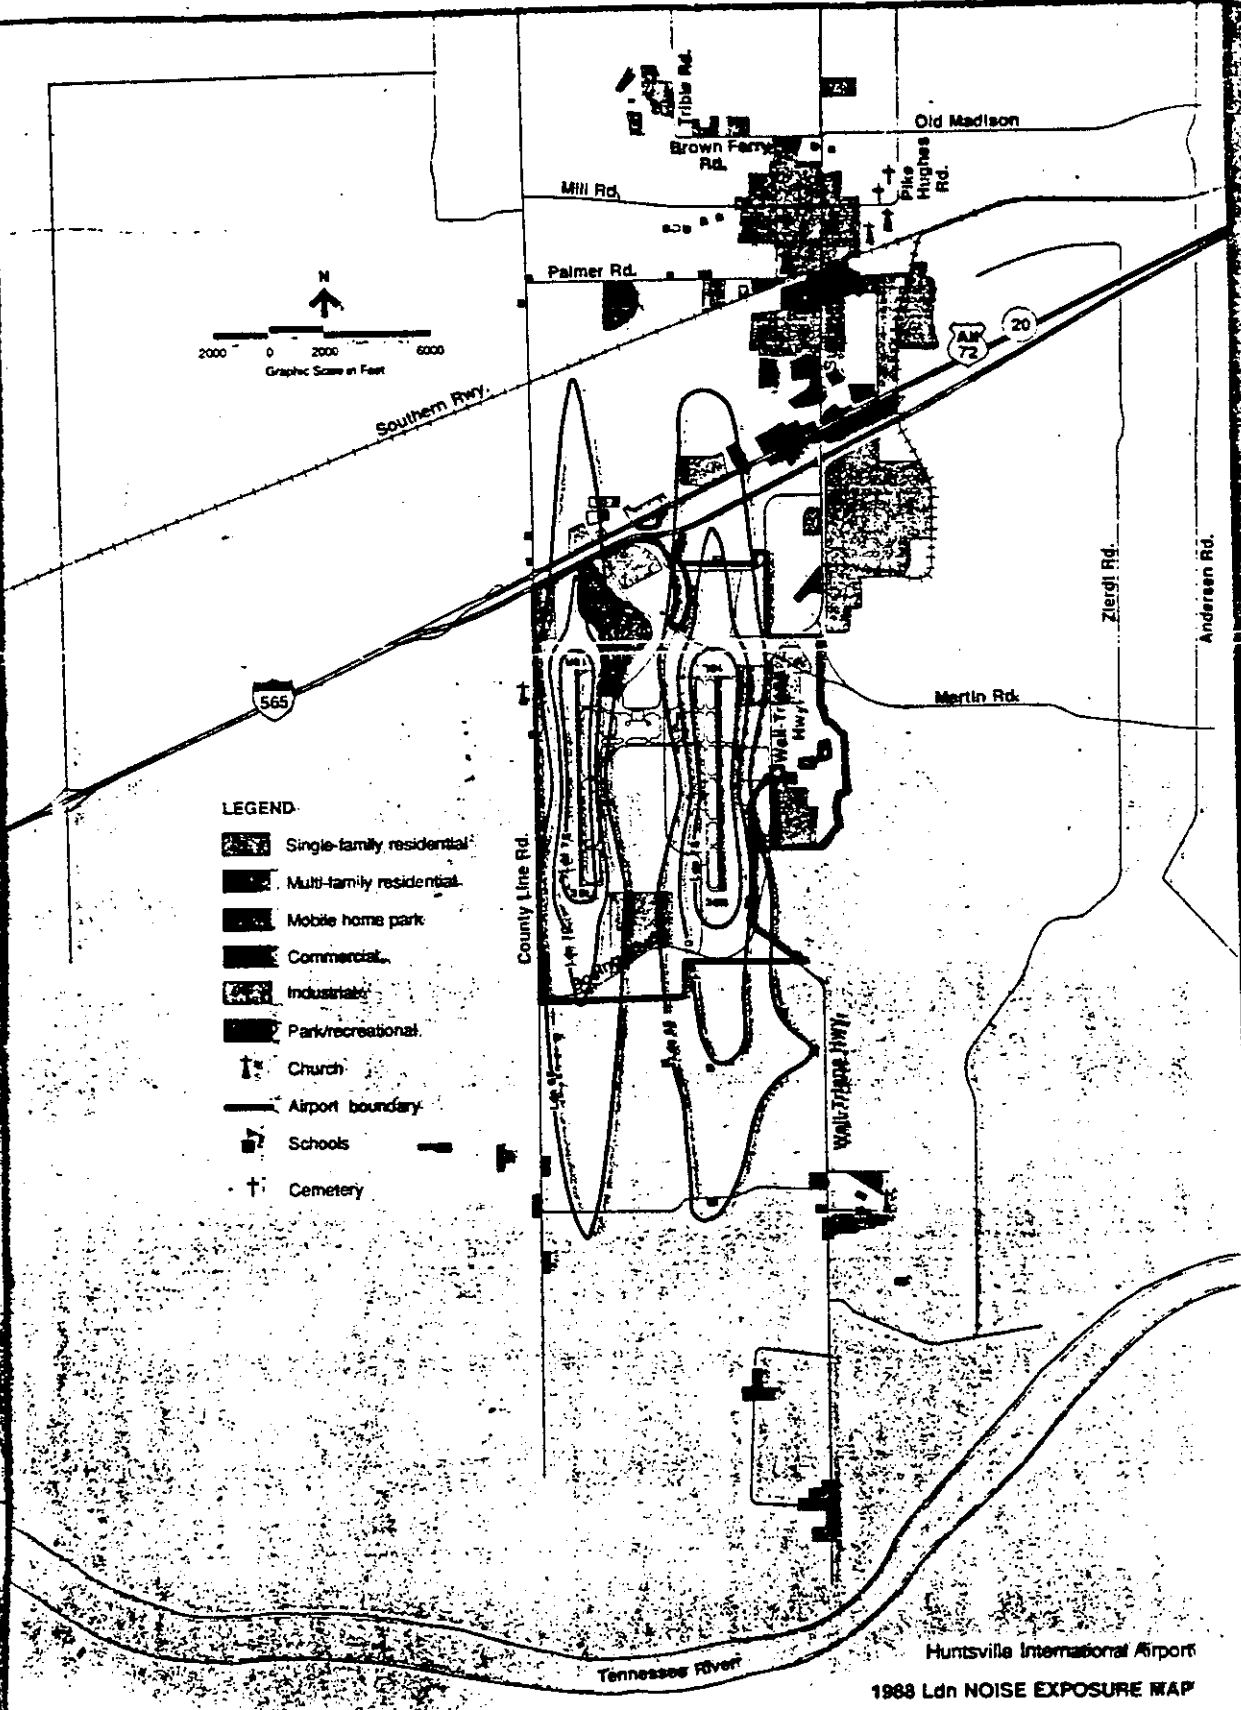 Trible Rd.
Old Madison
Brown Ferry
Rd.
Pike
Hughes
Rd.
Mill Rd.
Palmer Rd.
N
2000 0 2000 6000
Graphic Scale in Feet
Southern Rwy.
Alt
72
20
Zierdt Rd.
Andersen Rd.
565
Martin Rd.
Wall-Triana
Hwy.
LEGEND
Single-family residential
Multi-family residential
Mobile home park
Commercial
Industrial
Park/recreational
Church
Airport boundary
Schools
Cemetery
County Line Rd.
Wall-Triana Hwy.
Tennessee River
Huntsville International Airport
1988 Ldn NOISE EXPOSURE MAP